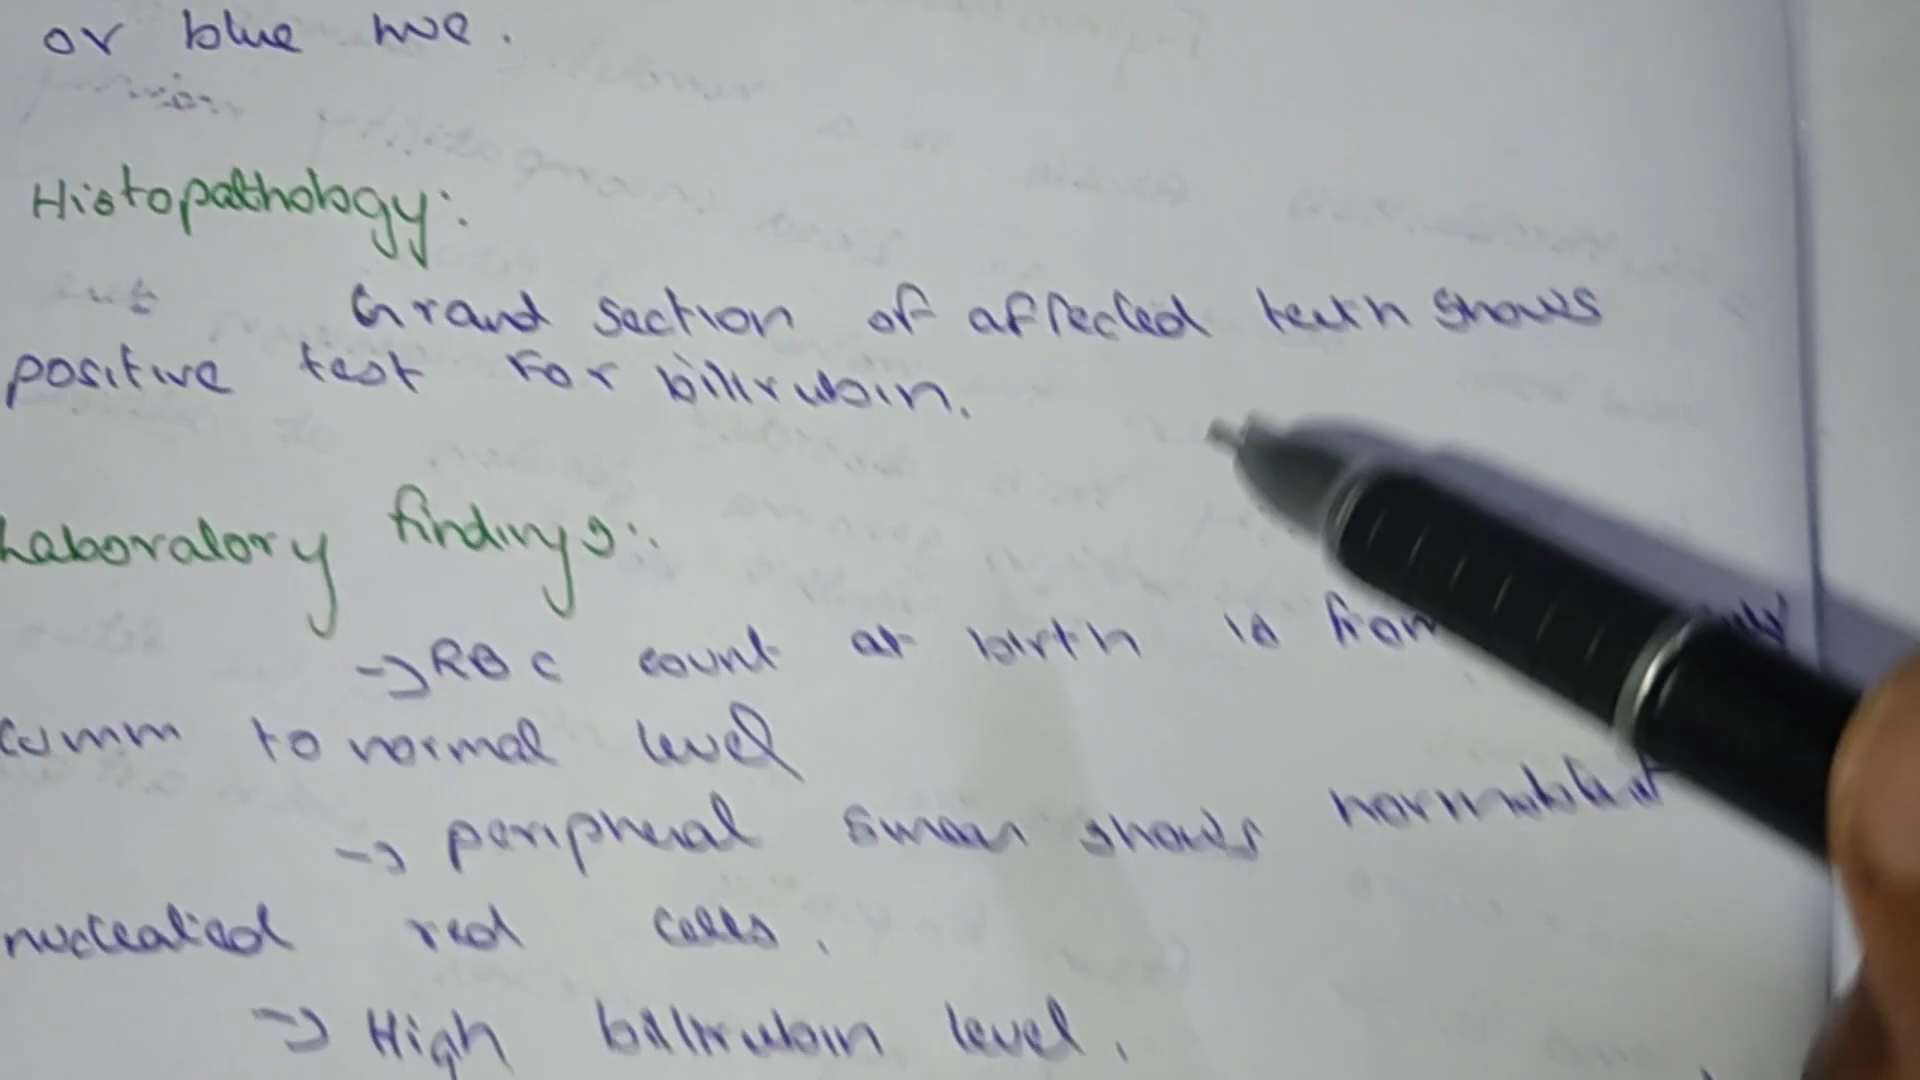 or blue hue.
Histopathology:
Grand section of affected teeth shows
positive test for bilirubin.
Laboratory findings:
→ RBC count at birth is from
cumm to normal level
→ peripheral smear shows normoblast
nucleated red cells.
→ High bilirubin level.